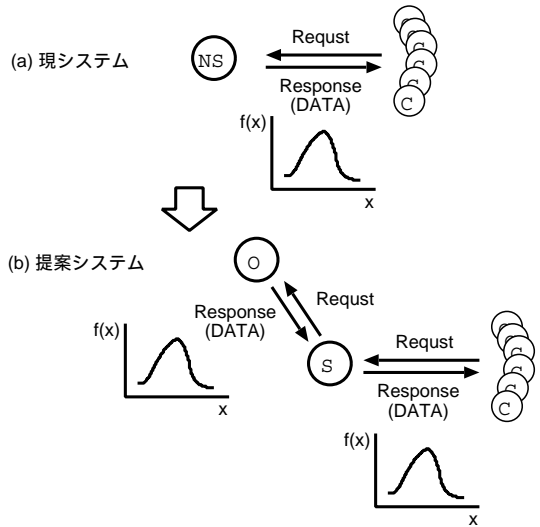 (a) 現システム
NS
Requst
Response
(DATA)
C
f(x)
x
(b) 提案システム
O
Response
(DATA)
Requst
f(x)
x
S
Requst
Response
(DATA)
C
f(x)
x